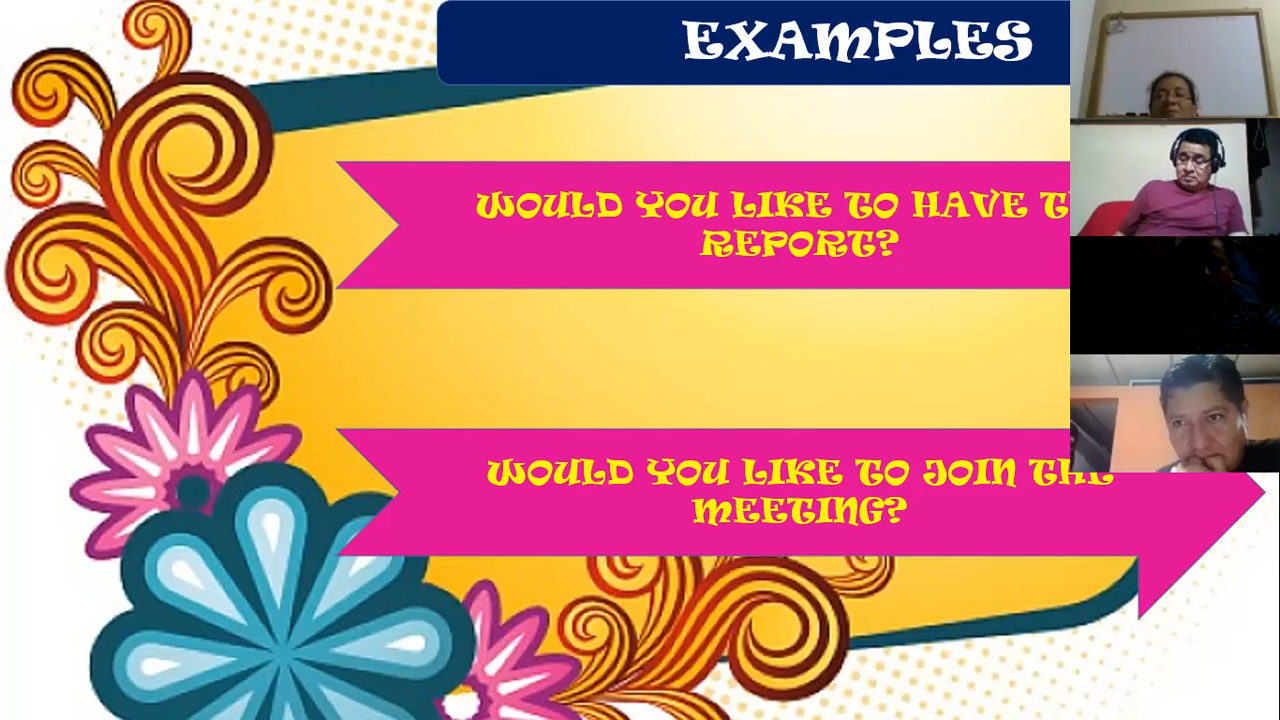 EXAMPLES
WOULD YOU LIKE TO HAVE
REPORT?
WOULD YOU LIKE TO JOIN THE
MEETING?